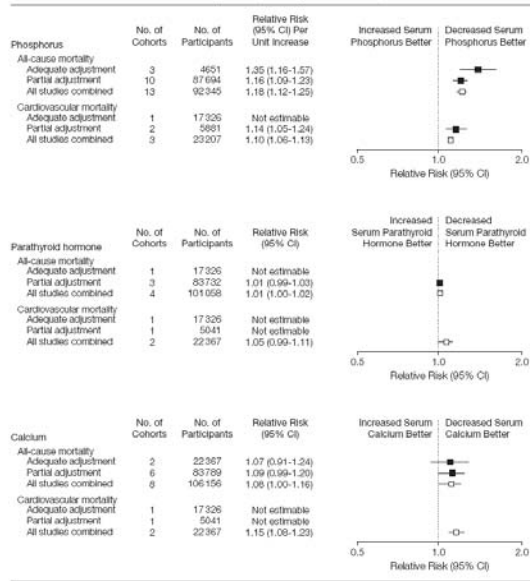 Phosphorus No. of Cohorts No. of Participants Relative Risk (95% CI) Per Unit Increase Increased Serum Phosphorus Better Decreased Serum Phosphorus Better
All-cause mortality
Adequate adjustment 3 4651 1.35 (1.16-1.57)
Partial adjustment 10 87694 1.16 (1.09-1.23)
All studies combined 13 92345 1.18 (1.12-1.25)
Cardiovascular mortality
Adequate adjustment 1 17326 Not estimable
Partial adjustment 2 5881 1.14 (1.05-1.24)
All studies combined 3 23207 1.10 (1.06-1.13)
0.5 1.0 2.0
Relative Risk (95% CI)
Parathyroid hormone No. of Cohorts No. of Participants Relative Risk (95% CI) Increased Serum Parathyroid Hormone Better Decreased Serum Parathyroid Hormone Better
All-cause mortality
Adequate adjustment 1 17326 Not estimable
Partial adjustment 3 83732 1.01 (0.99-1.03)
All studies combined 4 101058 1.01 (1.00-1.02)
Cardiovascular mortality
Adequate adjustment 1 17326 Not estimable
Partial adjustment 1 5041 Not estimable
All studies combined 2 22367 1.05 (0.99-1.11)
0.5 1.0 2.0
Relative Risk (95% CI)
Calcium No. of Cohorts No. of Participants Relative Risk (95% CI) Increased Serum Calcium Better Decreased Serum Calcium Better
All-cause mortality
Adequate adjustment 2 22367 1.07 (0.91-1.24)
Partial adjustment 6 83789 1.09 (0.99-1.20)
All studies combined 8 106156 1.08 (1.00-1.16)
Cardiovascular mortality
Adequate adjustment 1 17326 Not estimable
Partial adjustment 1 5041 Not estimable
All studies combined 2 22367 1.15 (1.08-1.23)
0.5 1.0 2.0
Relative Risk (95% CI)